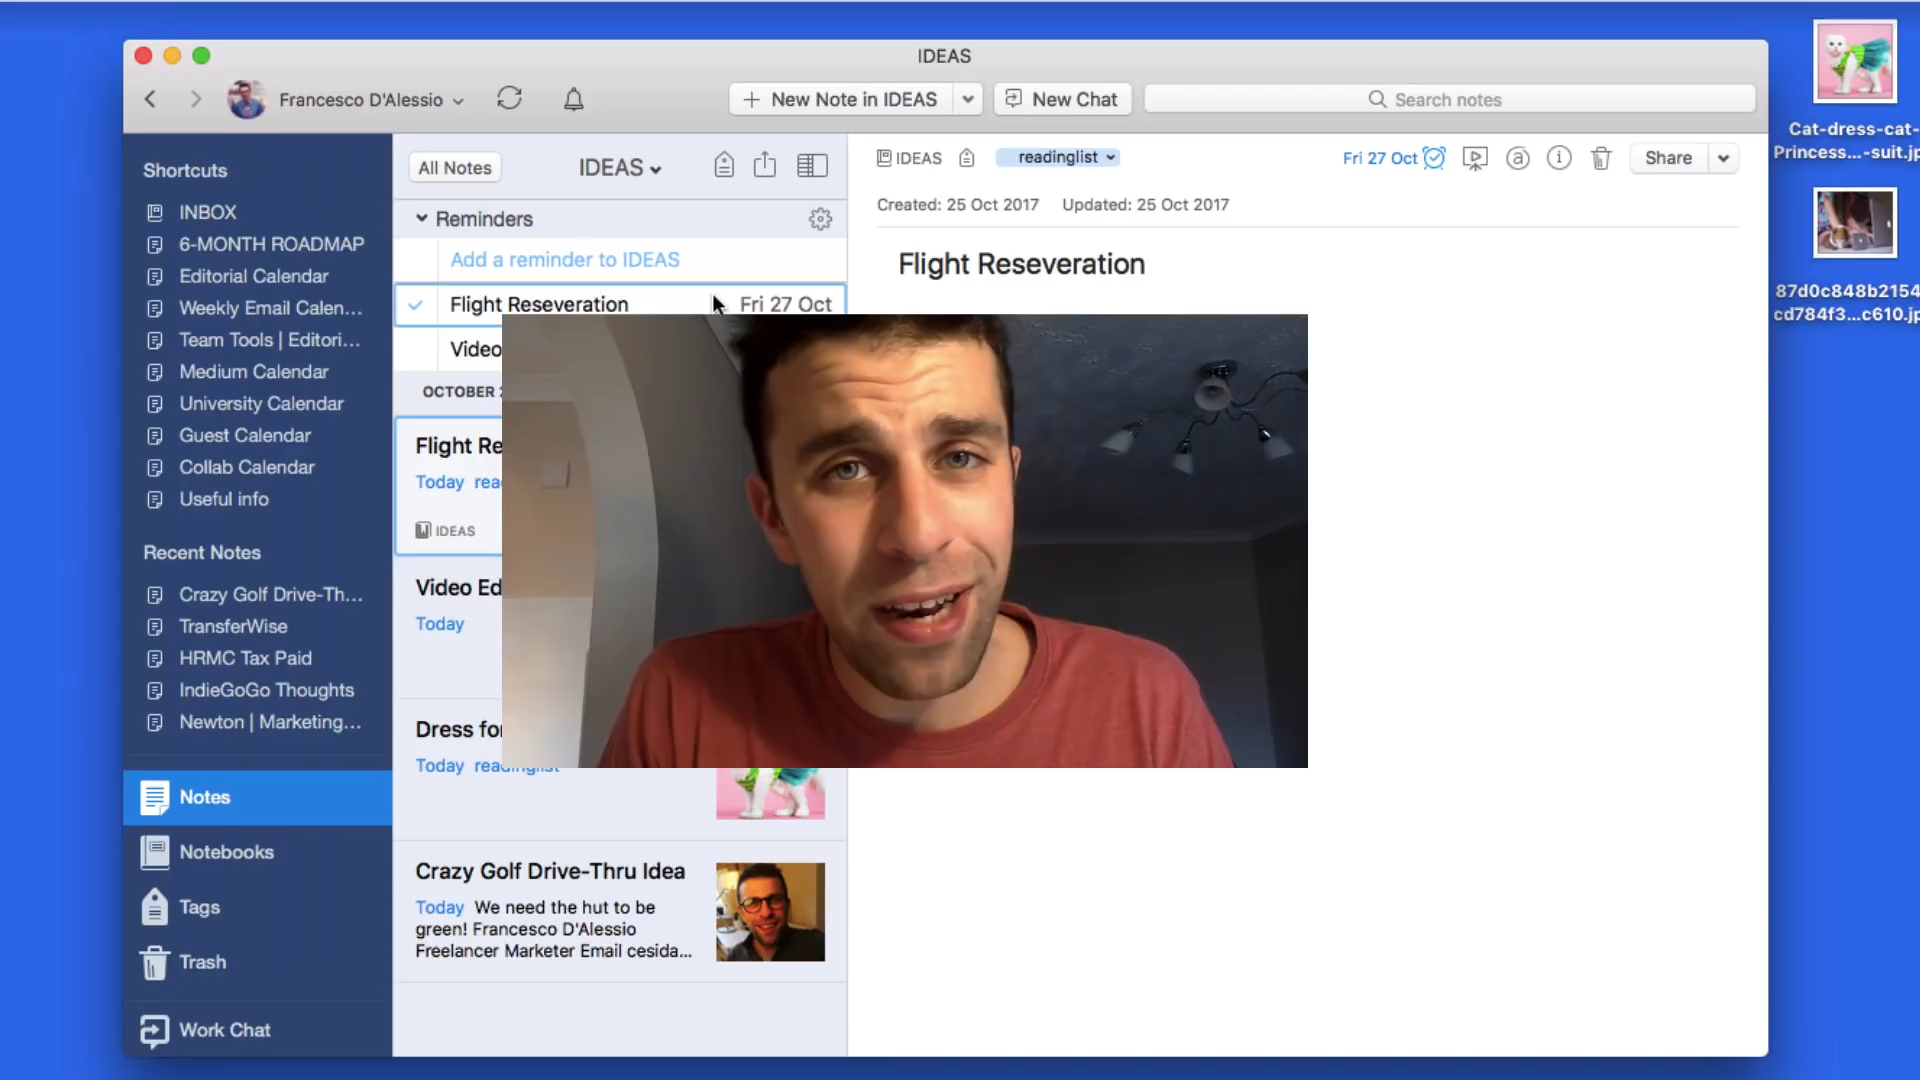 IDEAS
Francesco D'Alessio
New Note in IDEAS
New Chat
Search notes
Shortcuts
INBOX
6-MONTH ROADMAP
Editorial Calendar
Weekly Email Calen...
Team Tools | Editori...
Medium Calendar
University Calendar
Guest Calendar
Collab Calendar
Useful info
Recent Notes
Crazy Golf Drive-Th...
TransferWise
HRMC Tax Paid
IndieGoGo Thoughts
Newton | Marketing...
Notes
Notebooks
Tags
Trash
Work Chat
All Notes
IDEAS
Reminders
Add a reminder to IDEAS
Flight Reseveration Fri 27 Oct
Video
OCTOBER
Flight Re
Today rea
IDEAS
Video Ed
Today
Dress for
Today readinglist
Crazy Golf Drive-Thru Idea
Today We need the hut to be
green! Francesco D'Alessio
Freelancer Marketer Email cesida...
IDEAS
readinglist
Fri 27 Oct
Share
Created: 25 Oct 2017 Updated: 25 Oct 2017
Flight Reseveration
Cat-dress-cat-
Princess...-suit.jp
87d0c848b2154
cd784f3...c610.jp